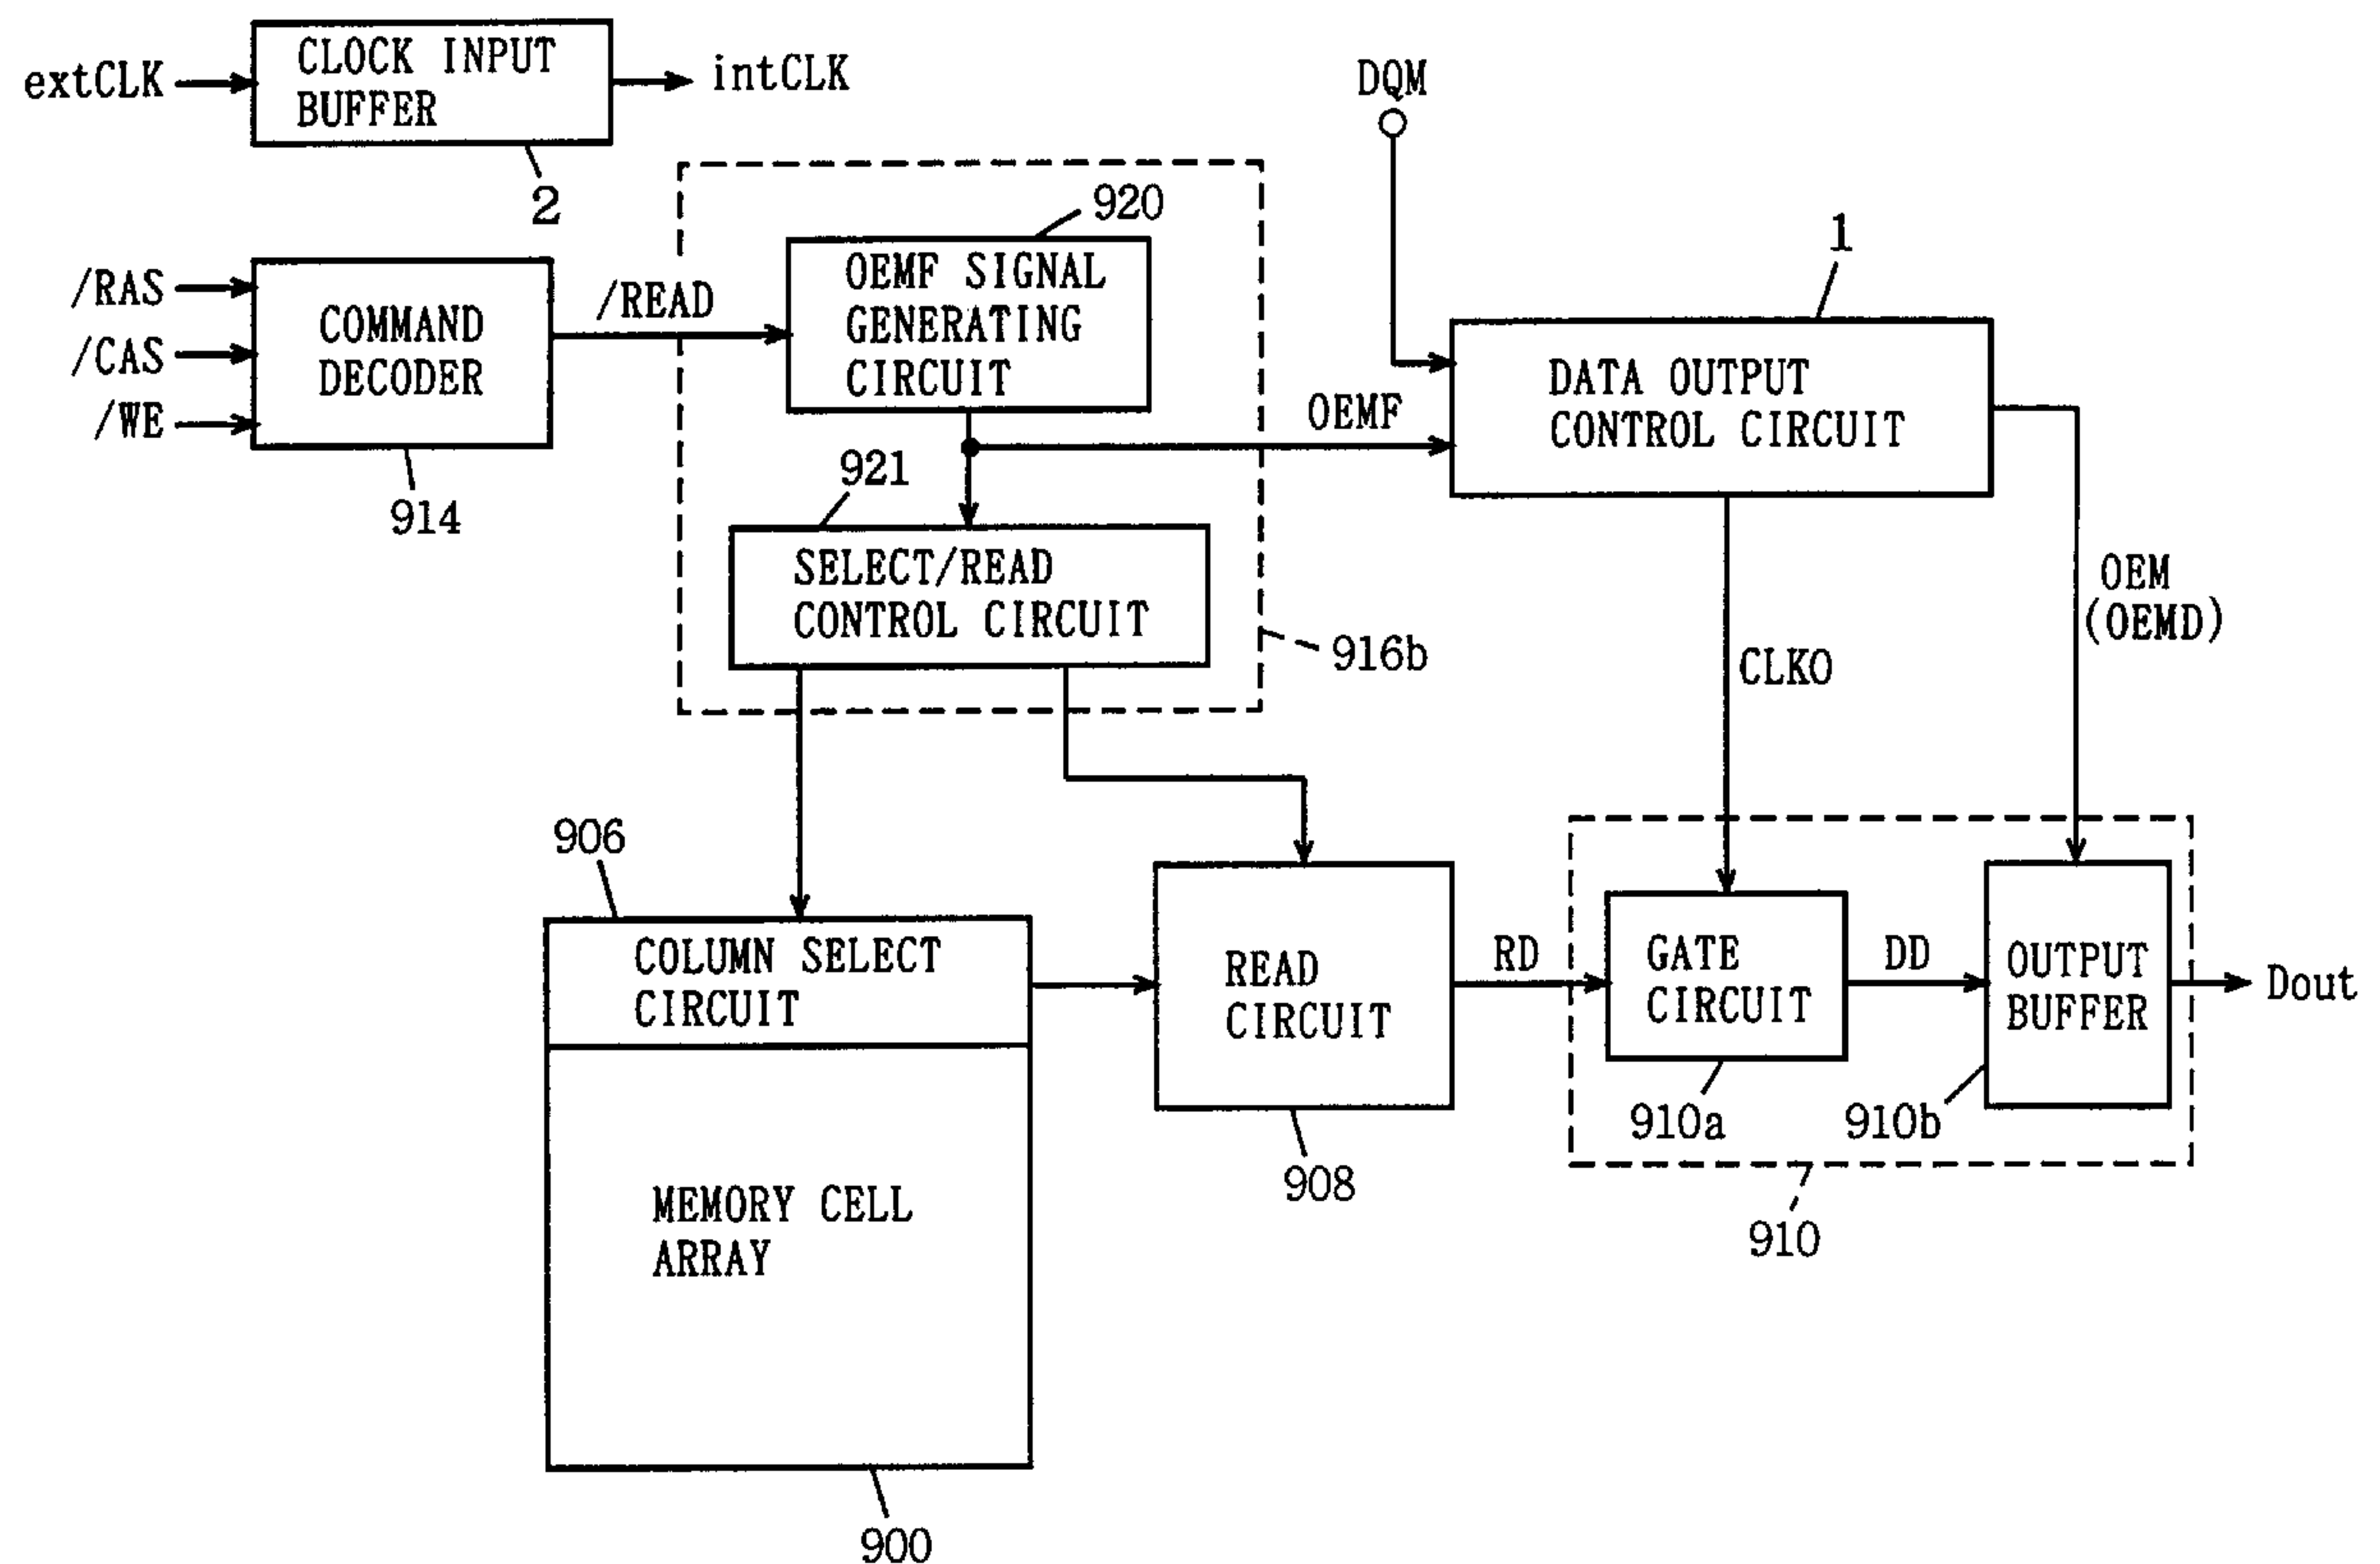 extCLK
CLOCK INPUT
BUFFER
intCLK
2
DQM
920
/RAS
/CAS
/WE
COMMAND
DECODER
914
/READ
OEMF SIGNAL
GENERATING
CIRCUIT
OEMF
1
DATA OUTPUT
CONTROL CIRCUIT
921
SELECT/READ
CONTROL CIRCUIT
916b
CLKO
OEM
(OEMD)
906
COLUMN SELECT
CIRCUIT
READ
CIRCUIT
908
RD
GATE
CIRCUIT
910a
DD
OUTPUT
BUFFER
910b
Dout
910
MEMORY CELL
ARRAY
900